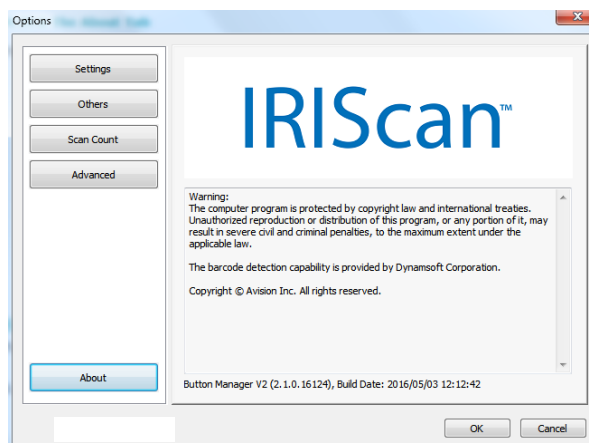 Options
Settings
Others
Scan Count
Advanced
About
IRIScan™
Warning:
The computer program is protected by copyright law and international treaties.
Unauthorized reproduction or distribution of this program, or any portion of it, may
result in severe civil and criminal penalties, to the maximum extent under the
applicable law.
The barcode detection capability is provided by Dynamsoft Corporation.
Copyright © Avision Inc. All rights reserved.
Button Manager V2 (2.1.0.16124), Build Date: 2016/05/03 12:12:42
OK
Cancel